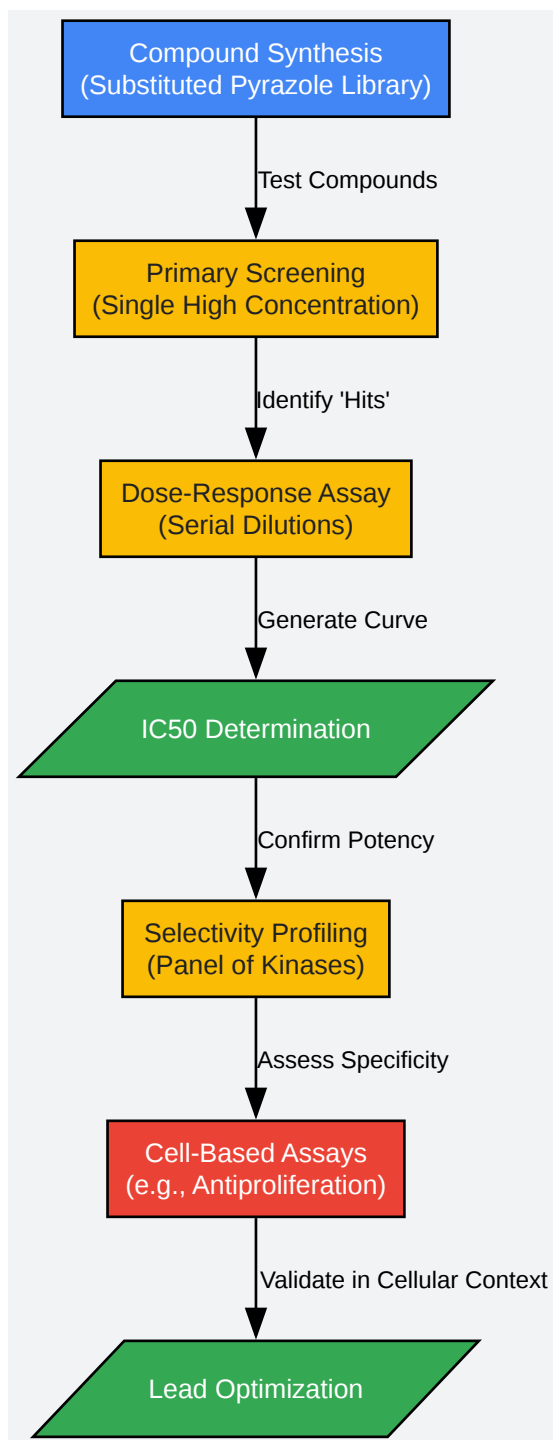 Compound Synthesis
(Substituted Pyrazole Library)
Test Compounds
Primary Screening
(Single High Concentration)
Identify 'Hits'
Dose-Response Assay
(Serial Dilutions)
Generate Curve
IC50 Determination
Confirm Potency
Selectivity Profiling
(Panel of Kinases)
Assess Specificity
Cell-Based Assays
(e.g., Antiproliferation)
Validate in Cellular Context
Lead Optimization